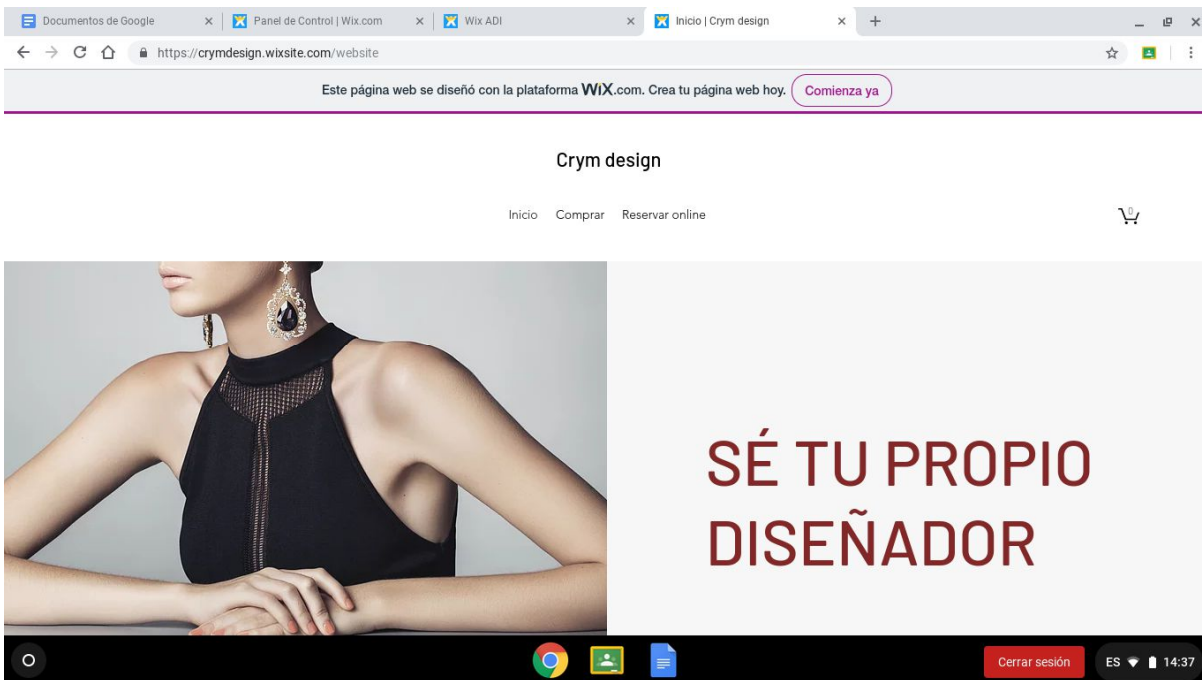 Documentos de Google
Panel de Control | Wix.com
Wix ADI
Inicio | Crym design
https://crymdesign.wixsite.com/website
Este página web se diseñó con la plataforma WiX.com. Crea tu página web hoy. Comienza ya
Crym design
Inicio Comprar Reservar online
0
SÉ TU PROPIO
DISEÑADOR
Cerrar sesión
ES 14:37